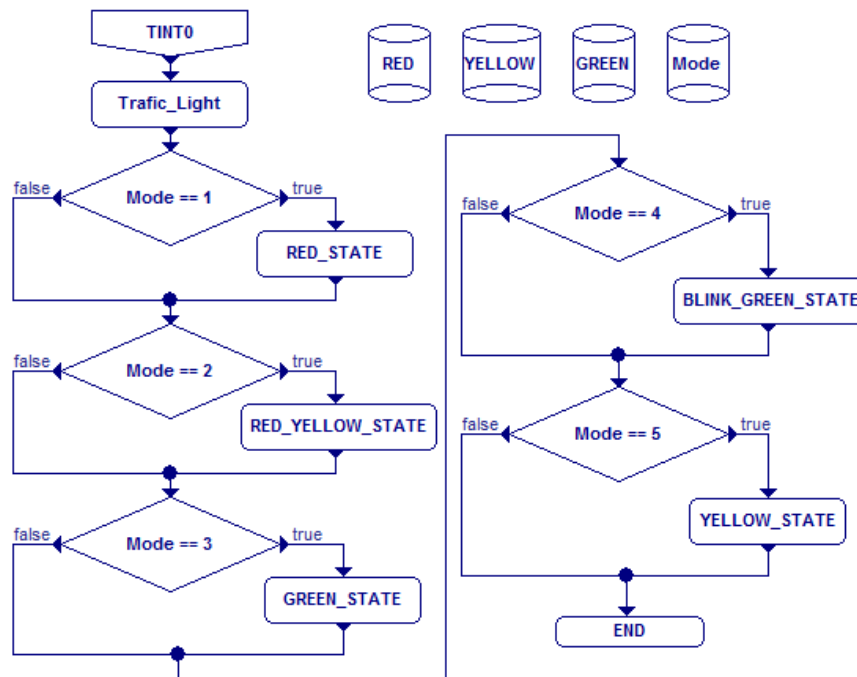 TINT0
Trafic_Light
false
Mode == 1
true
RED_STATE
false
Mode == 2
true
RED_YELLOW_STATE
false
Mode == 3
true
GREEN_STATE
RED
YELLOW
GREEN
Mode
false
Mode == 4
true
BLINK_GREEN_STATE
false
Mode == 5
true
YELLOW_STATE
END